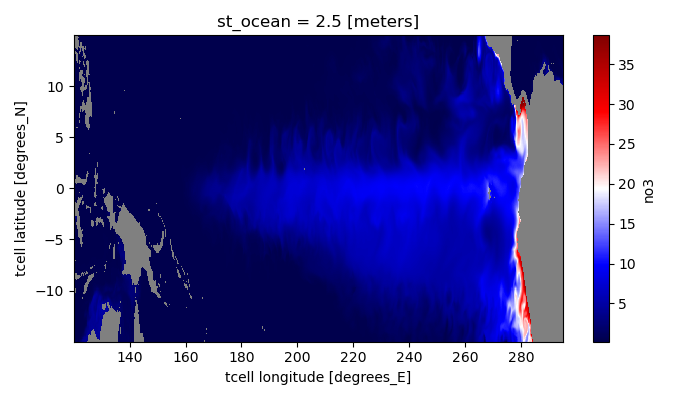 st_ocean = 2.5 [meters]
10
5
0
−5
−10
tcell latitude [degrees_N]
140 160 180 200 220 240 260 280
tcell longitude [degrees_E]
35
30
25
20
15
10
5
no3